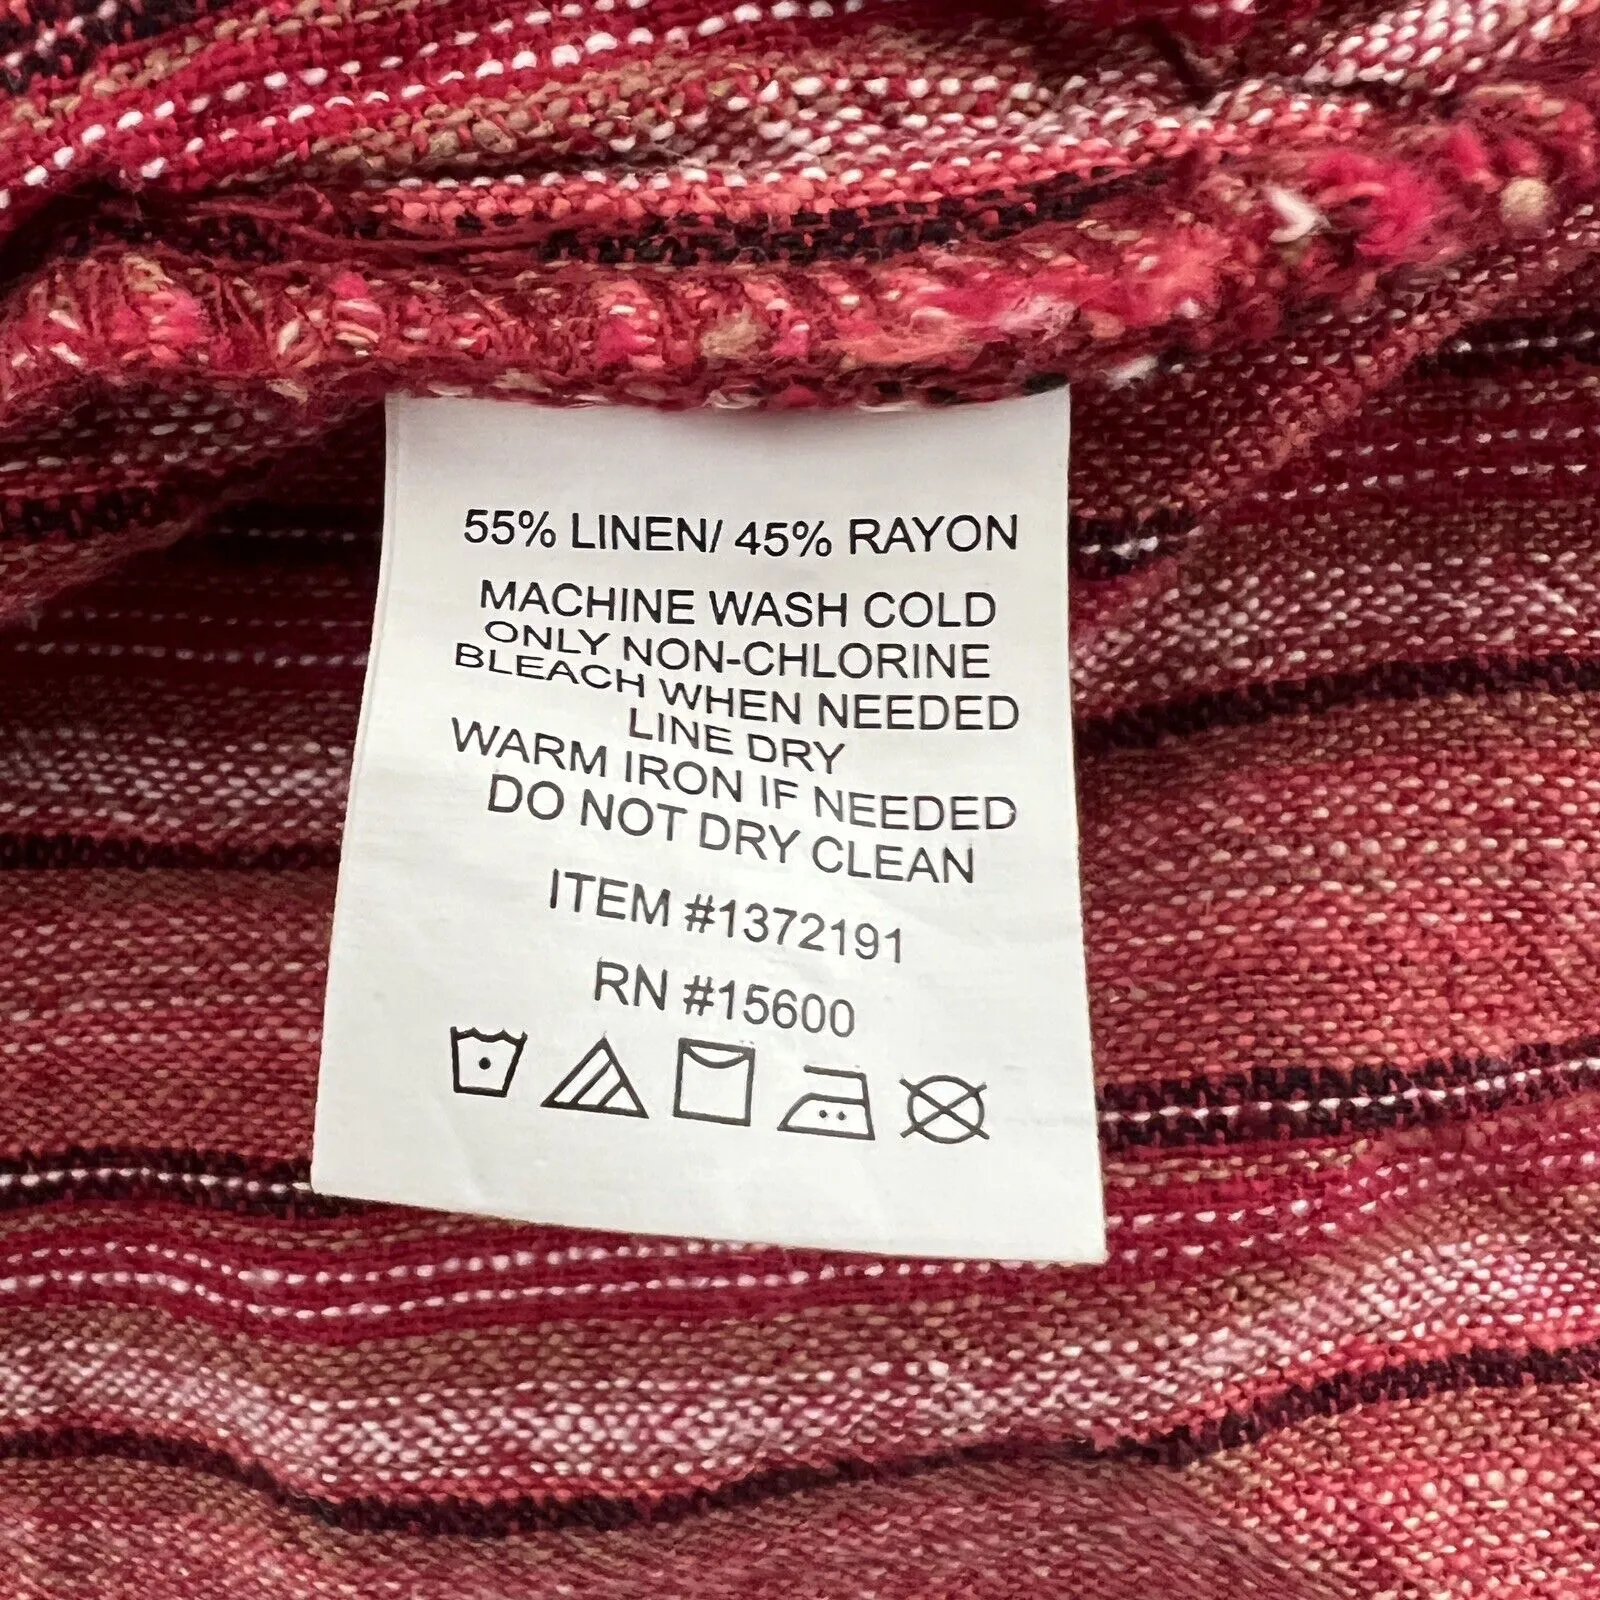 55% LINEN/ 45% RAYON
MACHINE WASH COLD
ONLY NON-CHLORINE
BLEACH WHEN NEEDED
LINE DRY
WARM IRON IF NEEDED
DO NOT DRY CLEAN
ITEM #1372191
RN #15600